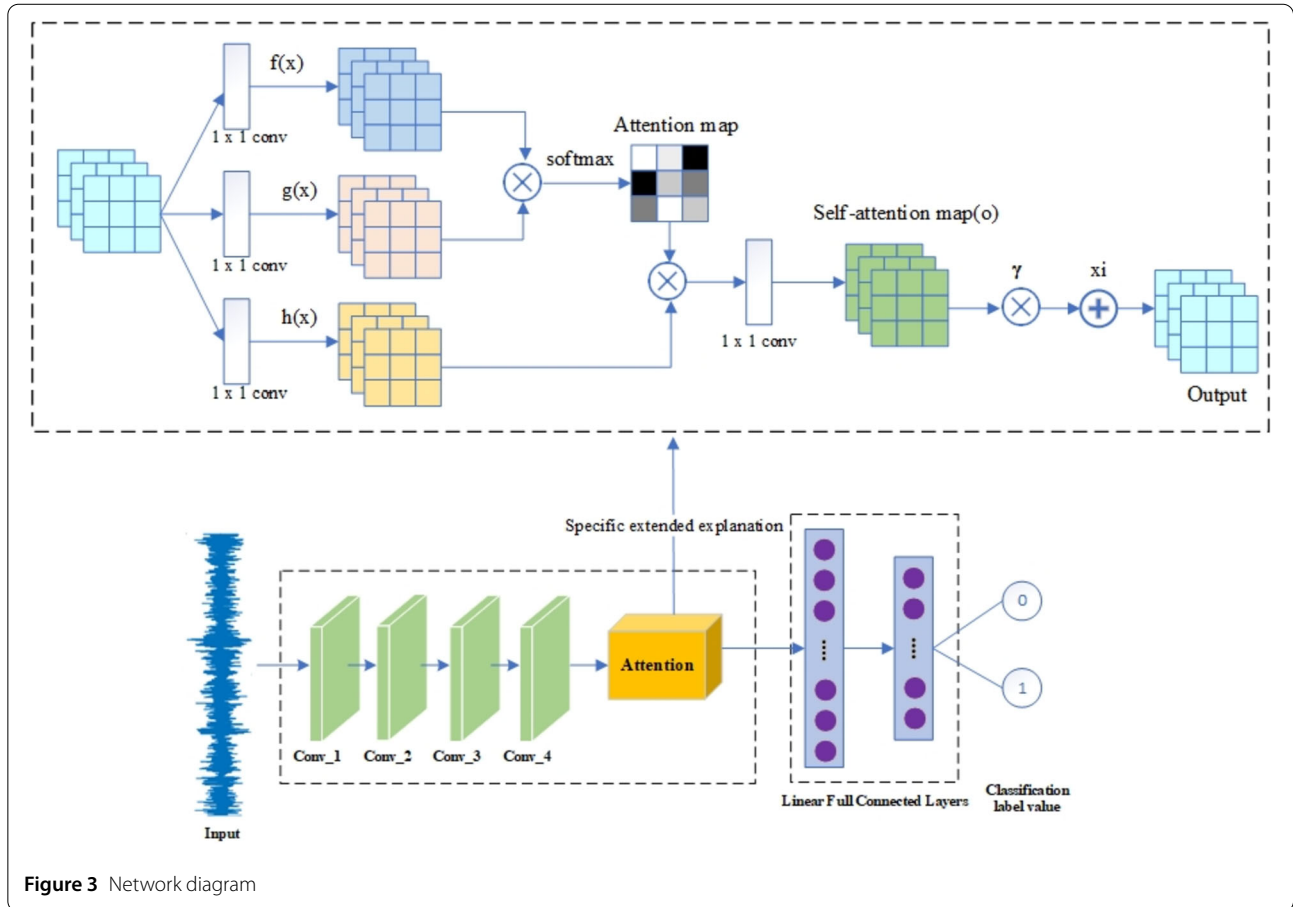 f(x)
1 x 1 conv
g(x)
1 x 1 conv
h(x)
1 x 1 conv
softmax
Attention map
1 x 1 conv
Self-attention map(o)
γ
xi
Output
Specific extended explanation
Input
Conv_1
Conv_2
Conv_3
Conv_4
Attention
Linear Full Connected Layers
0
1
Classification
label value
Figure 3 Network diagram